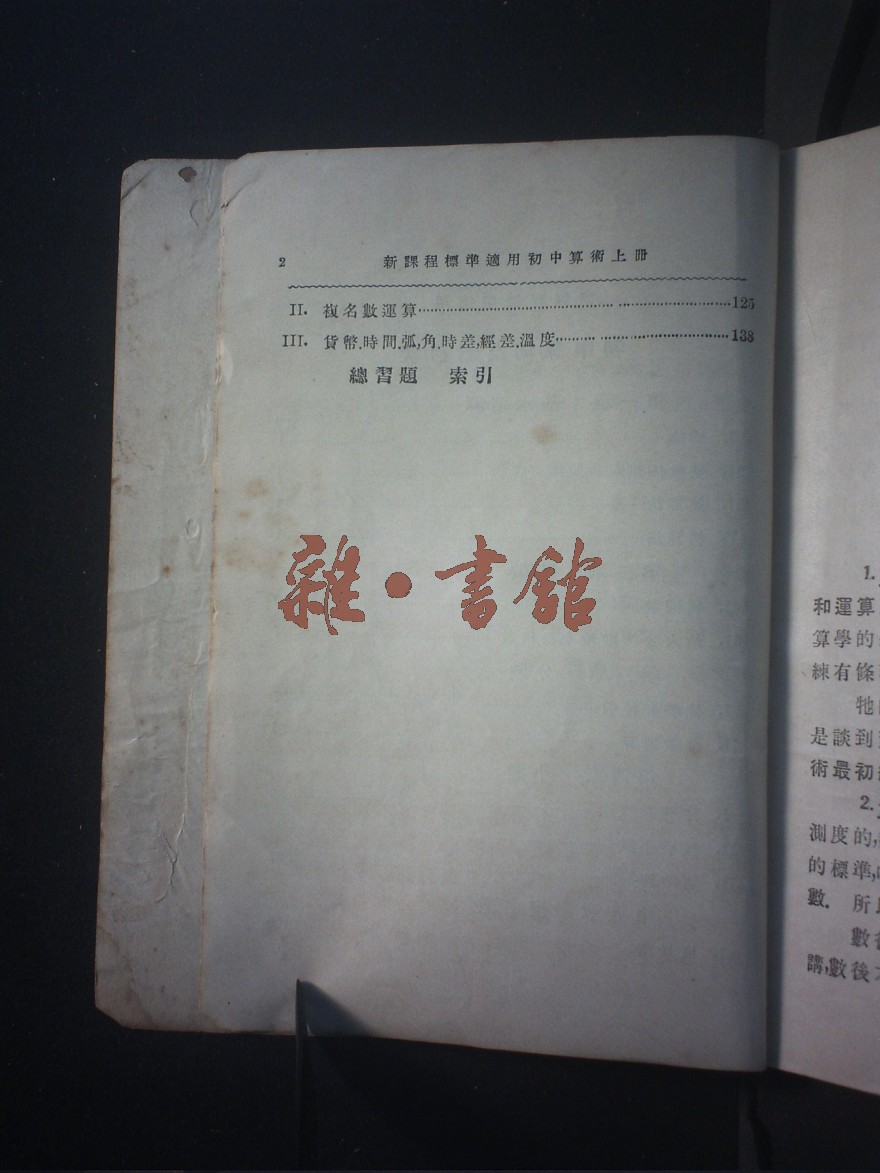 2 新課程標準適用初中算術上冊
II. 複名數運算 125
III. 貨幣,時間,弧,角,時差,經差,溫度 138
總習題 索引
雜·書館
1.
和運算
算學的
練有條
牠
是談到
術最初
2.
測度的,
的標準,
數. 所
數
講,數後